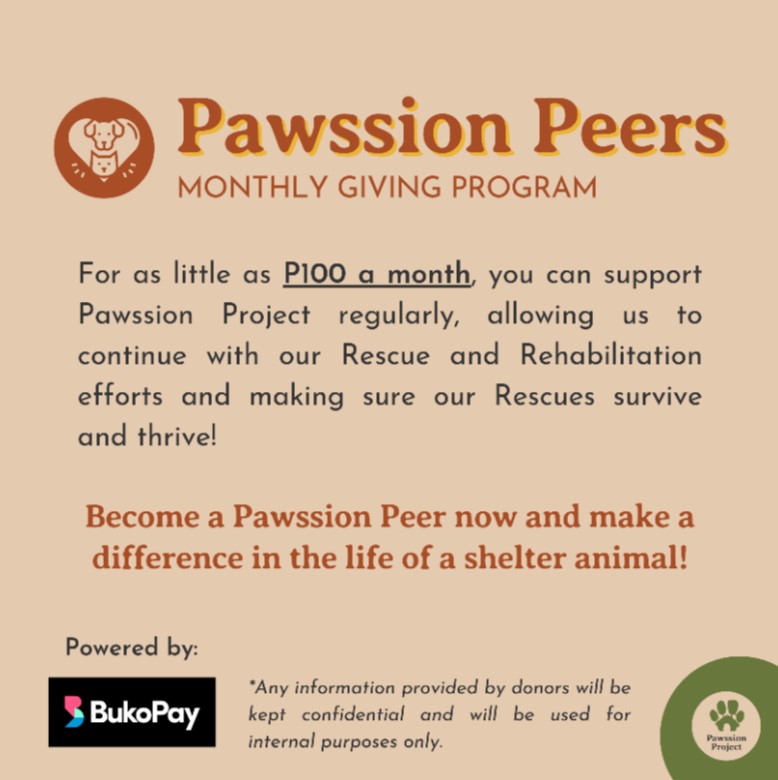 Pawssion Peers
MONTHLY GIVING PROGRAM
For as little as P100 a month, you can support
Pawssion Project regularly, allowing us to
continue with our Rescue and Rehabilitation
efforts and making sure our Rescues survive
and thrive!
Become a Pawssion Peer now and make a
difference in the life of a shelter animal!
Powered by:
BukoPay
*Any information provided by donors will be
kept confidential and will be used for
internal purposes only.
Pawssion
Project